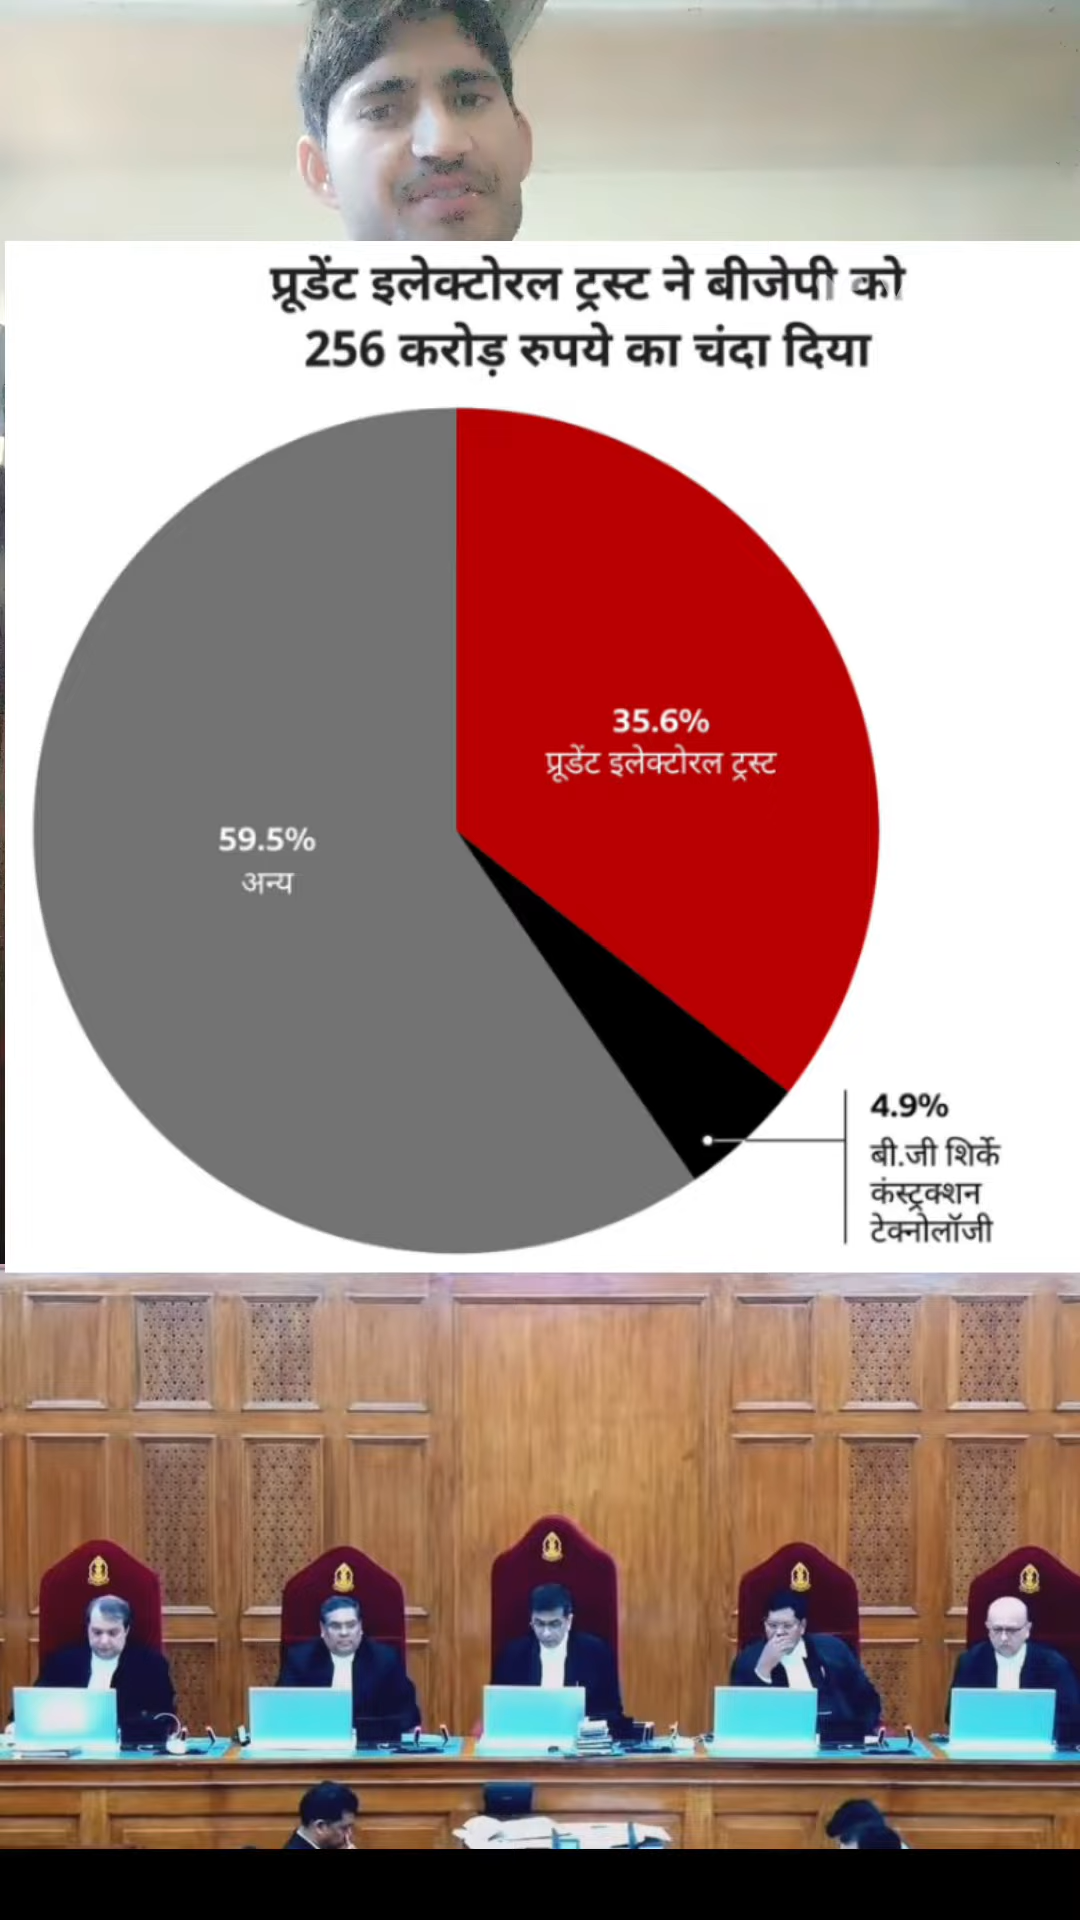 प्रूडेंट इलेक्टोरल ट्रस्ट ने बीजेपी को
256 करोड़ रुपये का चंदा दिया
35.6%
प्रूडेंट इलेक्टोरल ट्रस्ट
59.5%
अन्य
4.9%
बी.जी शिर्के
कंस्ट्रक्शन
टेक्नोलॉजी